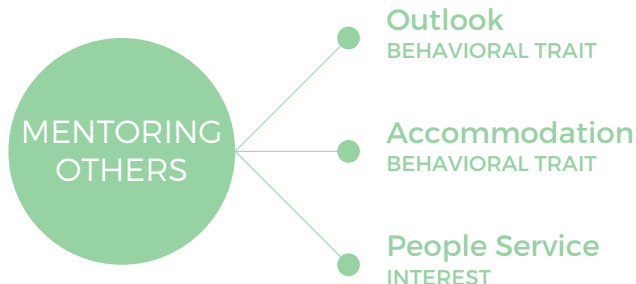 MENTORING
OTHERS
Outlook
BEHAVIORAL TRAIT
Accommodation
BEHAVIORAL TRAIT
People Service
INTEREST